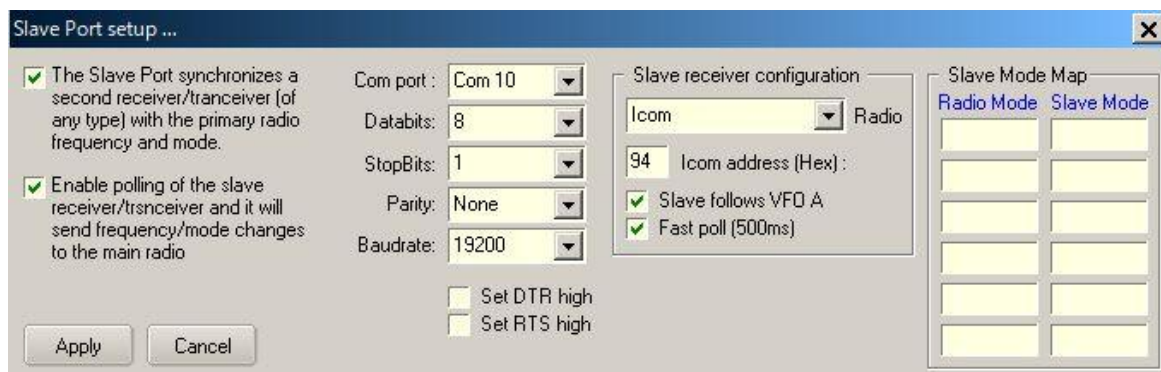 Slave Port setup ...
The Slave Port synchronizes a
second receiver/tranceiver (of
any type) with the primary radio
frequency and mode.
Enable polling of the slave
receiver/trsnceiver and it will
send frequency/mode changes
to the main radio
Apply
Cancel
Com port : Com 10
Databits: 8
StopBits: 1
Parity: None
Baudrate: 19200
Set DTR high
Set RTS high
Slave receiver configuration
Icom Radio
94 Icom address (Hex) :
Slave follows VFO A
Fast poll (500ms)
Slave Mode Map
Radio Mode Slave Mode